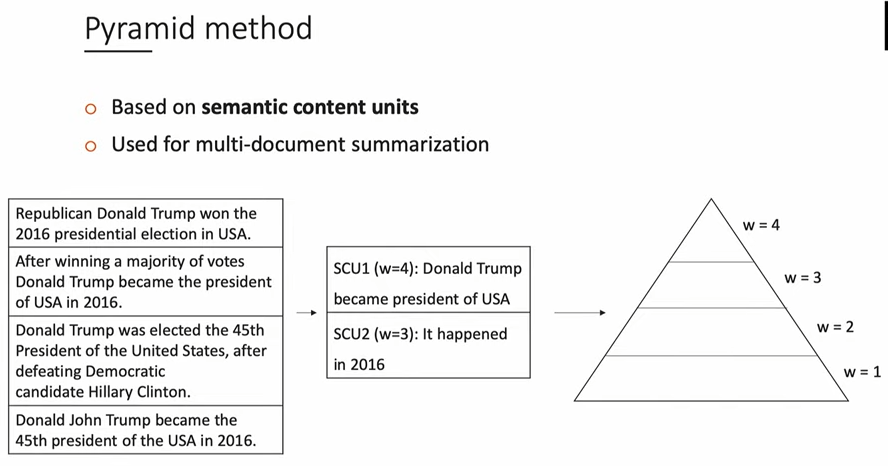 Pyramid method
Based on semantic content units
Used for multi-document summarization
Republican Donald Trump won the
2016 presidential election in USA.
After winning a majority of votes
Donald Trump became the president
of USA in 2016.
Donald Trump was elected the 45th
President of the United States, after
defeating Democratic
candidate Hillary Clinton.
Donald John Trump became the
45th president of the USA in 2016.
SCU1 (w=4): Donald Trump
became president of USA
SCU2 (w=3): It happened
in 2016
w = 4
w = 3
w = 2
w = 1